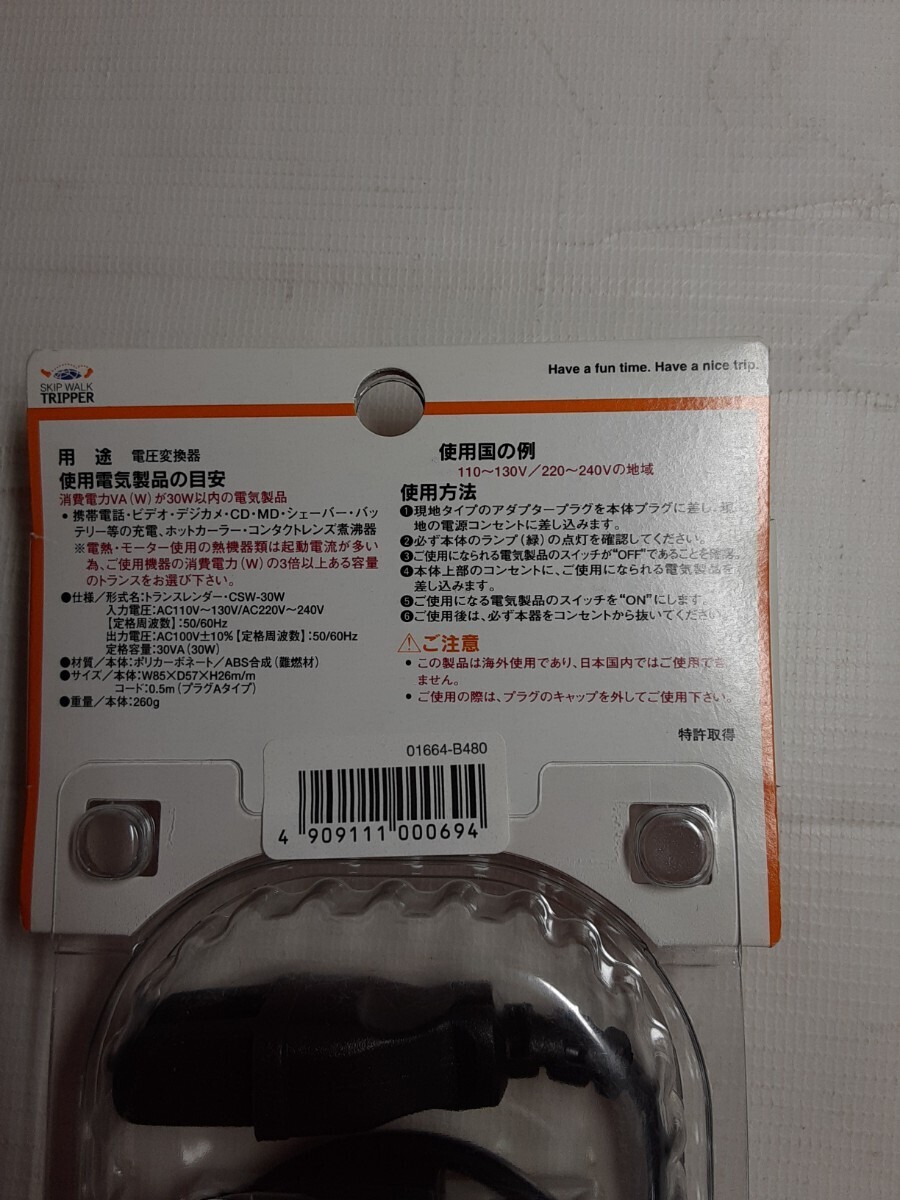 SKIP WALK
TRIPPER
Have a fun time. Have a nice trip.
用　途　電圧変換器
使用電気製品の目安
消費電力VA（W）が30W以内の電気製品
• 携帯電話・ビデオ・デジカメ・CD・MD・シェーバー・バッ
テリー等の充電、ホットカーラー・コンタクトレンズ煮沸器
※電熱・モーター使用の熱機器類は起動電流が多い
為、ご使用機器の消費電力（W）の3倍以上ある容量
のトランスをお選び下さい。
●仕様／形式名：トランスレンダー・CSW-30W
入力電圧：AC110V〜130V/AC220V〜240V
【定格周波数】：50/60Hz
出力電圧：AC100V±10%【定格周波数】：50/60Hz
定格容量：30VA（30W）
●材質／本体：ポリカーボネート／ABS合成（難燃材）
●サイズ／本体：W85×D57×H26m/m
コード：0.5m（プラグAタイプ）
●重量／本体：260g
使用国の例
110〜130V／220〜240Vの地域
使用方法
❶現地タイプのアダプタープラグを本体プラグに差し、現
地の電源コンセントに差し込みます。
❷必ず本体のランプ（緑）の点灯を確認してください。
❸ご使用になられる電気製品のスイッチが“OFF”であることを確認。
❹本体上部のコンセントに、ご使用になられる電気製品を
差し込みます。
❺ご使用になる電気製品のスイッチを“ON”にします。
❻ご使用後は、必ず本器をコンセントから抜いてください。
⚠ご注意
• この製品は海外使用であり、日本国内ではご使用できま
ません。
• ご使用の際は、プラグのキャップを外してご使用下さい。
特許取得
01664-B480
4 909111 000694